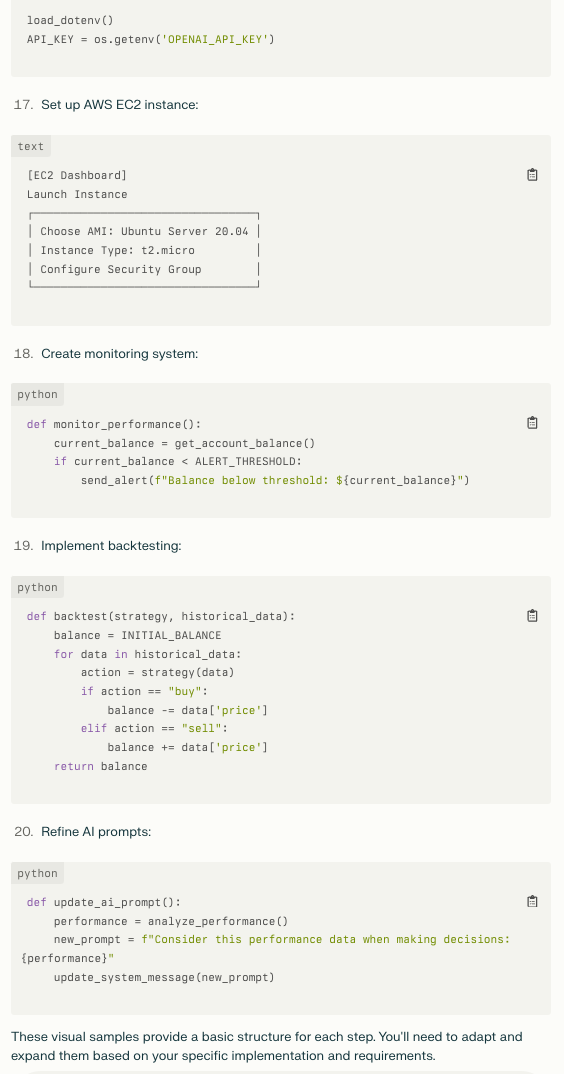 load_dotenv()
API_KEY = os.getenv('OPENAI_API_KEY')
17. Set up AWS EC2 instance:
text
[EC2 Dashboard]
Launch Instance
┌─────────────────────────────────┐
│ Choose AMI: Ubuntu Server 20.04 │
│ Instance Type: t2.micro         │
│ Configure Security Group        │
└─────────────────────────────────┘
18. Create monitoring system:
python
def monitor_performance():
    current_balance = get_account_balance()
    if current_balance < ALERT_THRESHOLD:
        send_alert(f"Balance below threshold: ${current_balance}")
19. Implement backtesting:
python
def backtest(strategy, historical_data):
    balance = INITIAL_BALANCE
    for data in historical_data:
        action = strategy(data)
        if action == "buy":
            balance -= data['price']
        elif action == "sell":
            balance += data['price']
    return balance
20. Refine AI prompts:
python
def update_ai_prompt():
    performance = analyze_performance()
    new_prompt = f"Consider this performance data when making decisions:
{performance}"
    update_system_message(new_prompt)
These visual samples provide a basic structure for each step. You'll need to adapt and
expand them based on your specific implementation and requirements.